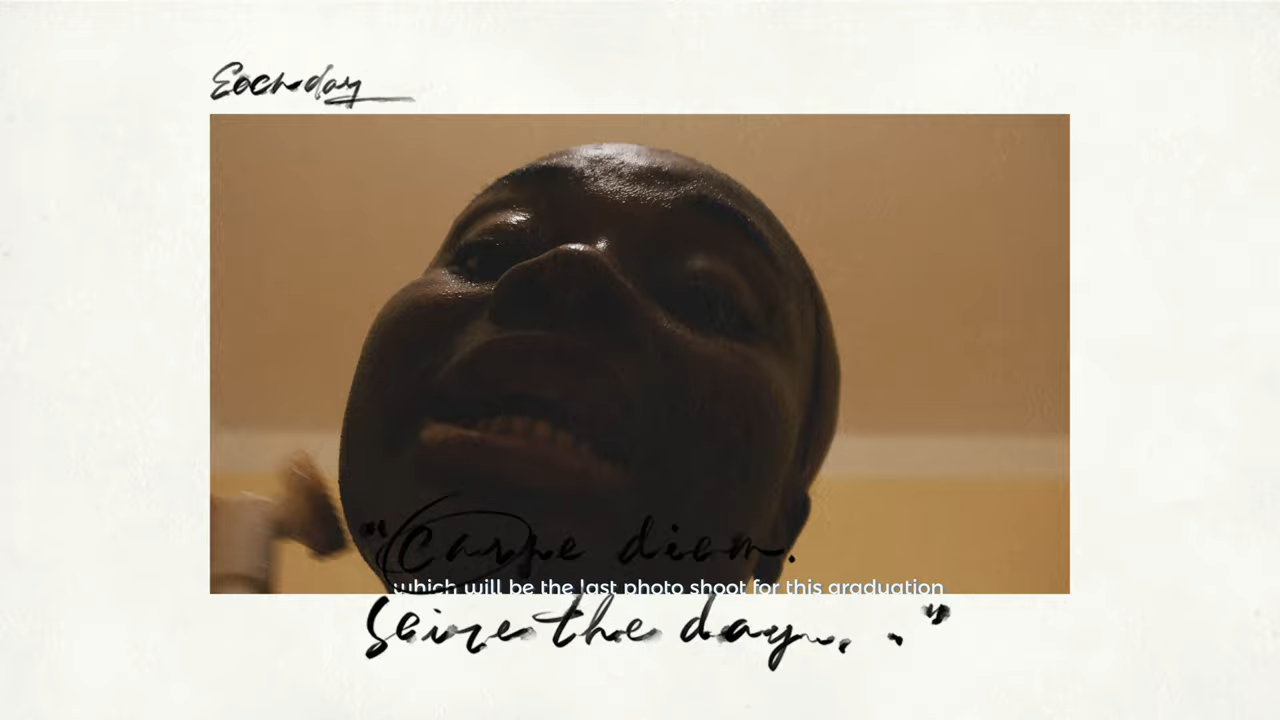 Each day
"Carpe diem.
which will be the last photo shoot for this graduation
Seize the day. ."